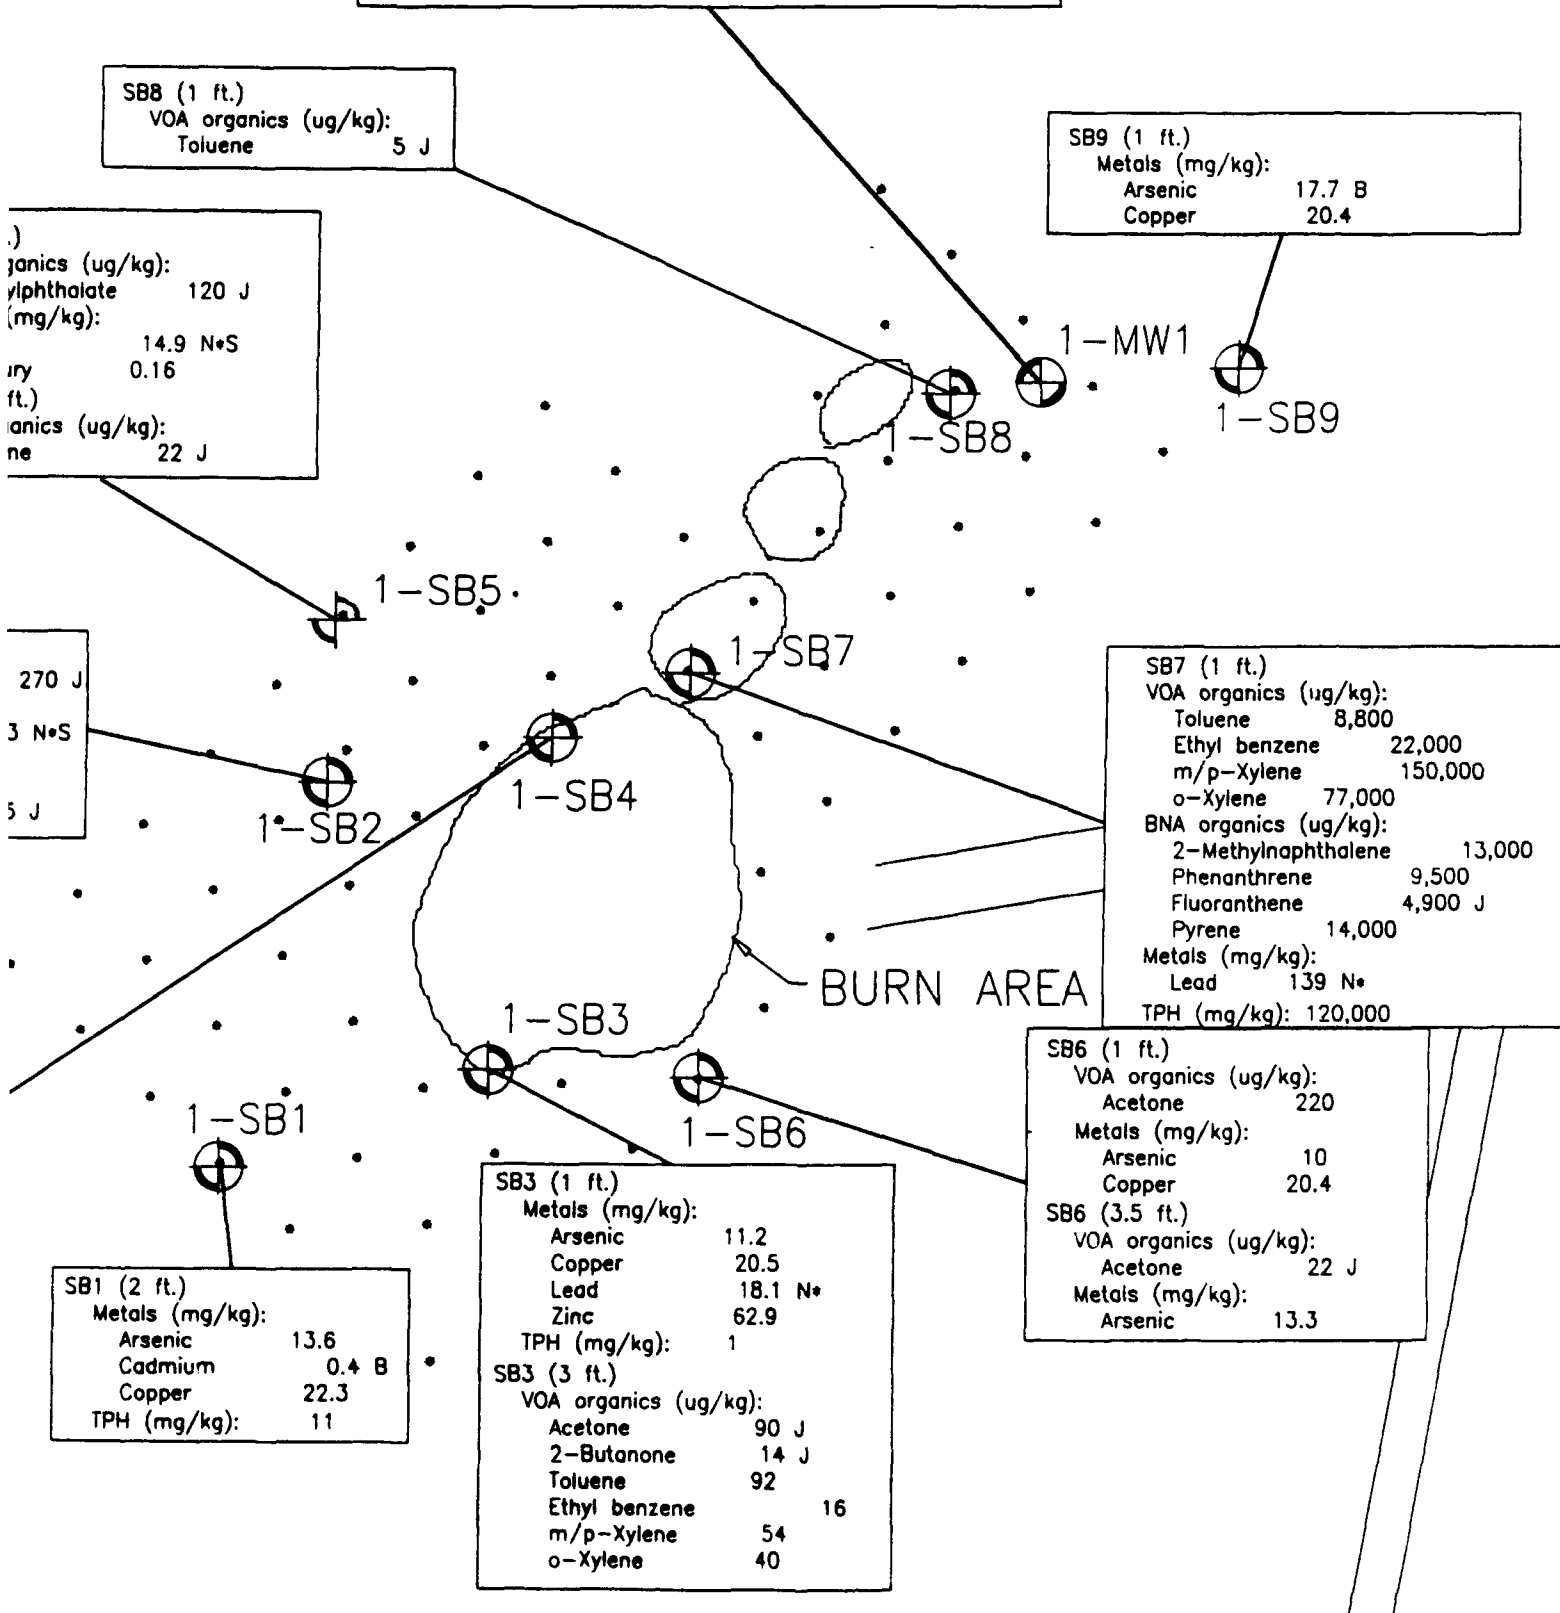 SB8 (1 ft.)
VOA organics (ug/kg):
Toluene 5 J
SB9 (1 ft.)
Metals (mg/kg):
Arsenic 17.7 B
Copper 20.4
.)
ganics (ug/kg):
ylphthalate 120 J
(mg/kg):
14.9 N*S
ury 0.16
ft.)
ganics (ug/kg):
ne 22 J
1-MW1
1-SB9
1-SB8
1-SB5
1-SB7
270 J
3 N*S
5 J
1-SB4
1-SB2
SB7 (1 ft.)
VOA organics (ug/kg):
Toluene 8,800
Ethyl benzene 22,000
m/p-Xylene 150,000
o-Xylene 77,000
BNA organics (ug/kg):
2-Methylnaphthalene 13,000
Phenanthrene 9,500
Fluoranthene 4,900 J
Pyrene 14,000
Metals (mg/kg):
Lead 139 N*
TPH (mg/kg): 120,000
BURN AREA
1-SB3
1-SB1
1-SB6
SB6 (1 ft.)
VOA organics (ug/kg):
Acetone 220
Metals (mg/kg):
Arsenic 10
Copper 20.4
SB6 (3.5 ft.)
VOA organics (ug/kg):
Acetone 22 J
Metals (mg/kg):
Arsenic 13.3
SB3 (1 ft.)
Metals (mg/kg):
Arsenic 11.2
Copper 20.5
Lead 18.1 N*
Zinc 62.9
TPH (mg/kg): 1
SB3 (3 ft.)
VOA organics (ug/kg):
Acetone 90 J
2-Butanone 14 J
Toluene 92
Ethyl benzene 16
m/p-Xylene 54
o-Xylene 40
SB1 (2 ft.)
Metals (mg/kg):
Arsenic 13.6
Cadmium 0.4 B
Copper 22.3
TPH (mg/kg): 11